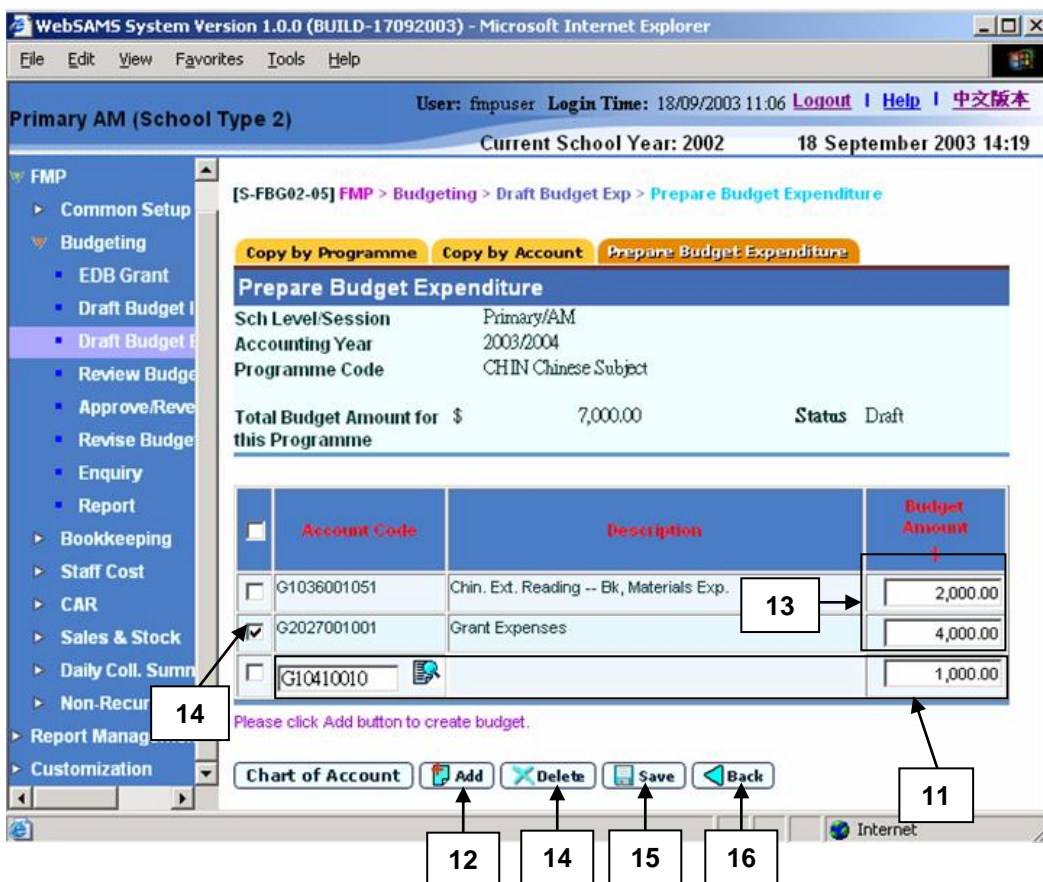 WebSAMS System Version 1.0.0 (BUILD-17092003) - Microsoft Internet Explorer
File Edit View Favorites Tools Help
Primary AM (School Type 2)
User: fmpuser Login Time: 18/09/2003 11:06 Logout | Help | 中文版本
Current School Year: 2002 18 September 2003 14:19
FMP
Common Setup
Budgeting
EDB Grant
Draft Budget I
Draft Budget E
Review Budge
Approve/Reve
Revise Budge
Enquiry
Report
Bookkeeping
Staff Cost
CAR
Sales & Stock
Daily Coll. Summ
Non-Recur
Report Manag
Customization
[S-FBG02-05] FMP > Budgeting > Draft Budget Exp > Prepare Budget Expenditure
Copy by Programme Copy by Account Prepare Budget Expenditure
Prepare Budget Expenditure
Sch Level/Session Primary/AM
Accounting Year 2003/2004
Programme Code CHIN Chinese Subject
Total Budget Amount for this Programme $ 7,000.00 Status Draft
Account Code Description Budget Amount $
G1036001051 Chin. Ext. Reading -- Bk, Materials Exp. 2,000.00
G2027001001 Grant Expenses 4,000.00
G10410010 1,000.00
13
14
Please click Add button to create budget.
Chart of Account Add Delete Save Back
11
Internet
12 14 15 16